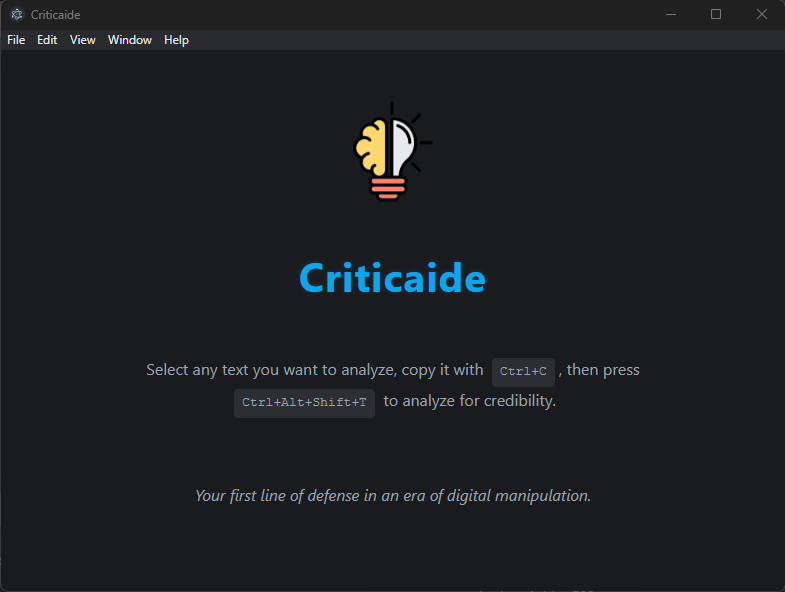 Criticaide
File Edit View Window Help
Criticaide
Select any text you want to analyze, copy it with Ctrl+C , then press
Ctrl+Alt+Shift+T to analyze for credibility.
Your first line of defense in an era of digital manipulation.